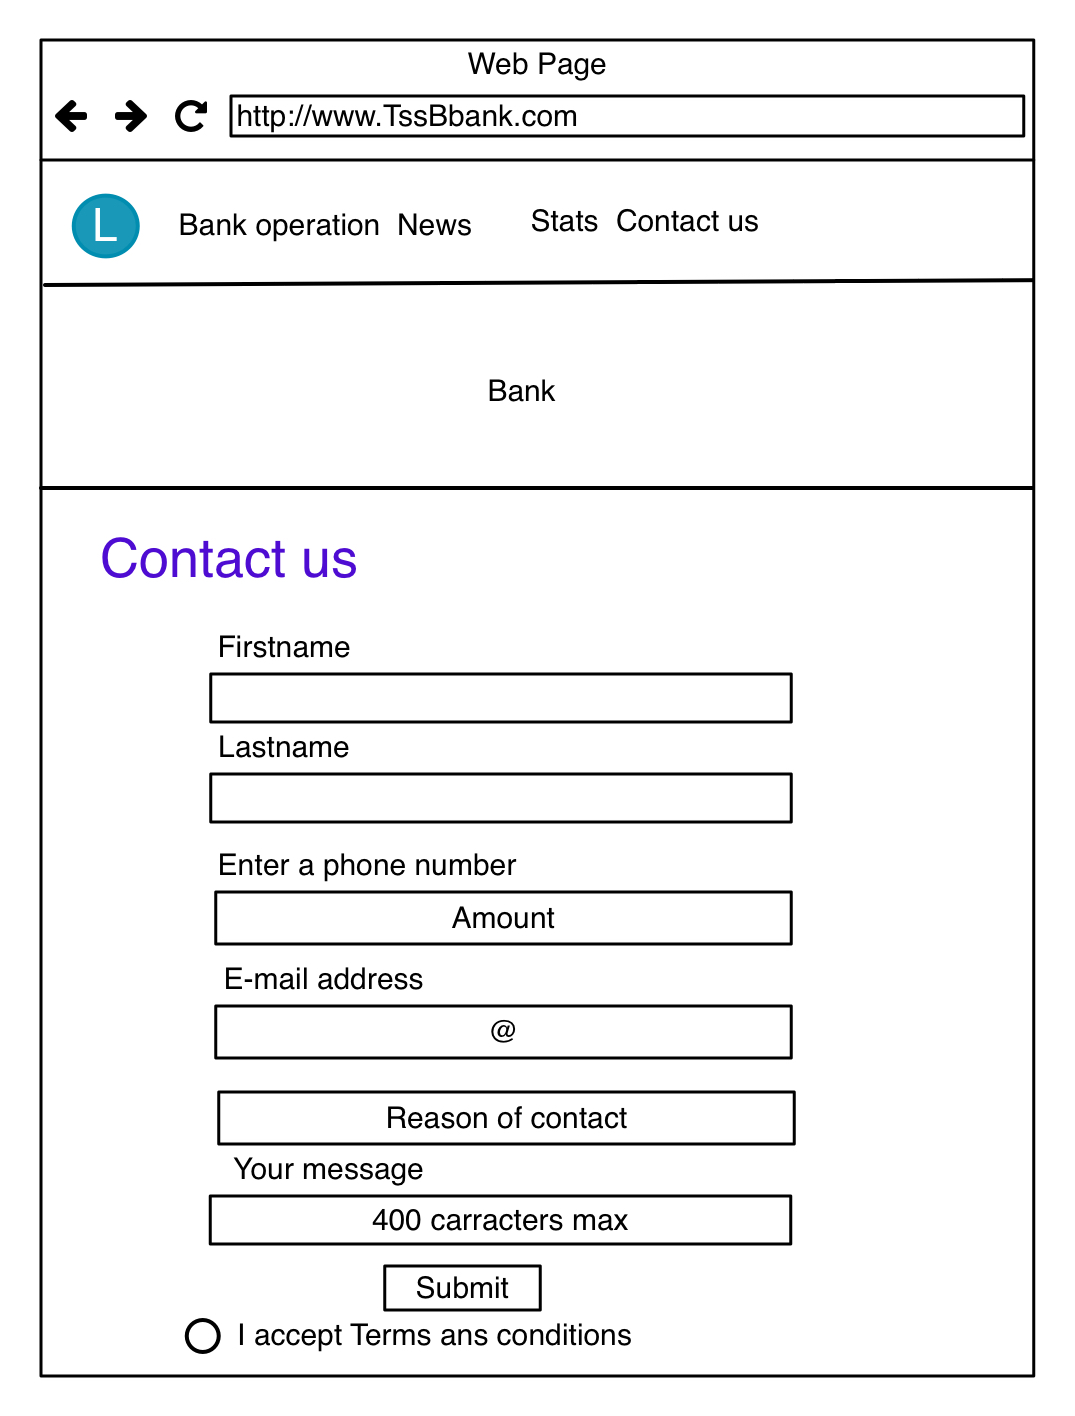 Web Page
http://www.TssBbank.com
L Bank operation News Stats Contact us
Bank
Contact us
Firstname
Lastname
Enter a phone number
Amount
E-mail address
@
Reason of contact
Your message
400 carracters max
Submit
I accept Terms ans conditions